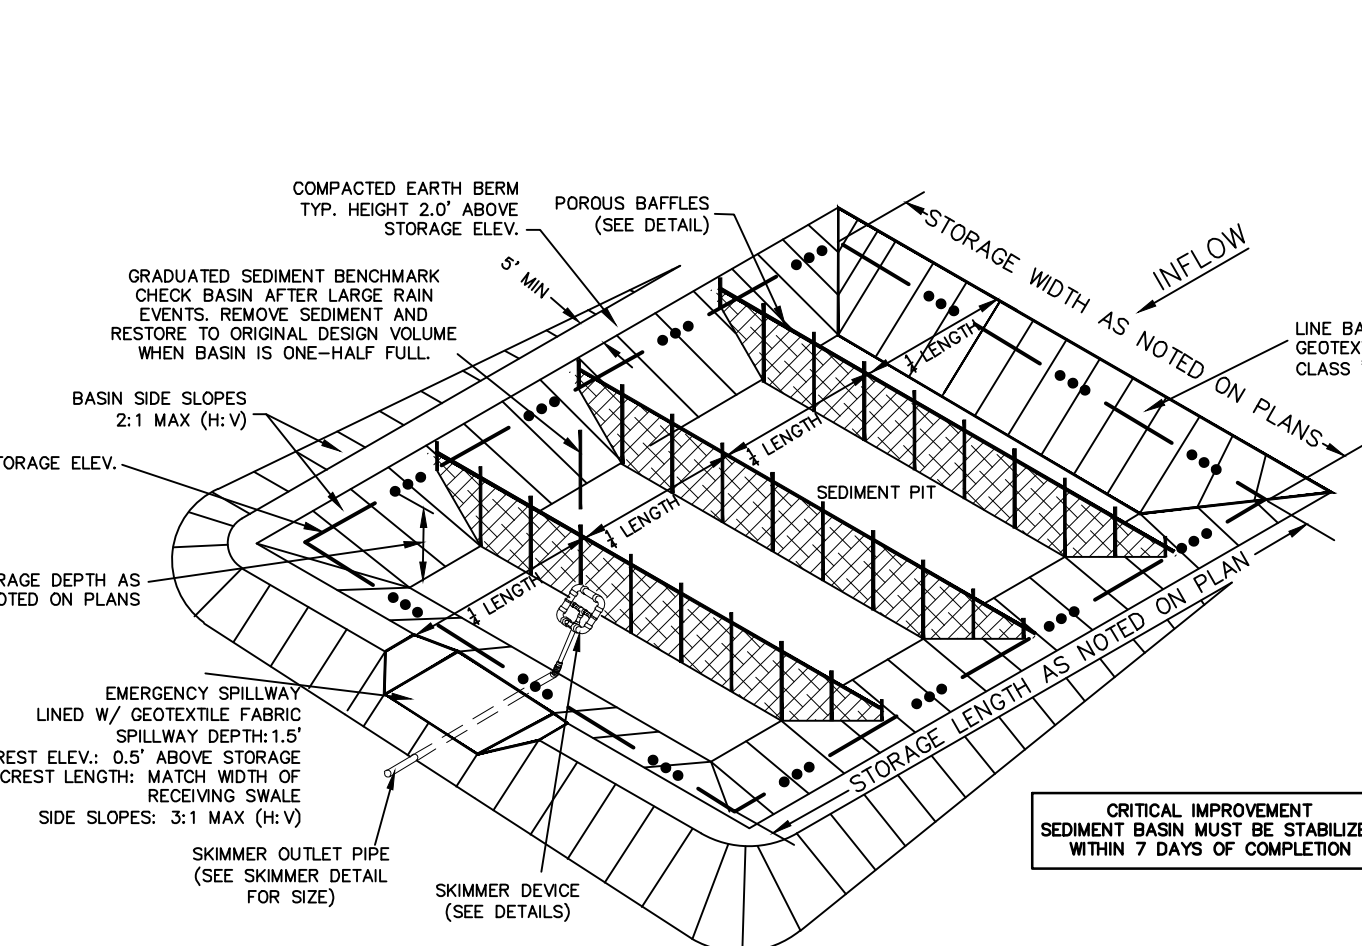 COMPACTED EARTH BERM
TYP. HEIGHT 2.0' ABOVE
STORAGE ELEV.
POROUS BAFFLES
(SEE DETAIL)
STORAGE WIDTH AS NOTED ON PLANS
INFLOW
5' MIN
GRADUATED SEDIMENT BENCHMARK
CHECK BASIN AFTER LARGE RAIN
EVENTS. REMOVE SEDIMENT AND
RESTORE TO ORIGINAL DESIGN VOLUME
WHEN BASIN IS ONE-HALF FULL.
LINE BA
GEOTEX
CLASS
¼ LENGTH
BASIN SIDE SLOPES
2:1 MAX (H:V)
¼ LENGTH
TORAGE ELEV.
SEDIMENT PIT
¼ LENGTH
RAGE DEPTH AS
OTED ON PLANS
¼ LENGTH
STORAGE LENGTH AS NOTED ON PLAN
EMERGENCY SPILLWAY
LINED W/ GEOTEXTILE FABRIC
SPILLWAY DEPTH:1.5'
REST ELEV.: 0.5' ABOVE STORAGE
CREST LENGTH: MATCH WIDTH OF
RECEIVING SWALE
SIDE SLOPES: 3:1 MAX (H:V)
SKIMMER OUTLET PIPE
(SEE SKIMMER DETAIL
FOR SIZE)
SKIMMER DEVICE
(SEE DETAILS)
CRITICAL IMPROVEMENT
SEDIMENT BASIN MUST BE STABILIZE
WITHIN 7 DAYS OF COMPLETION